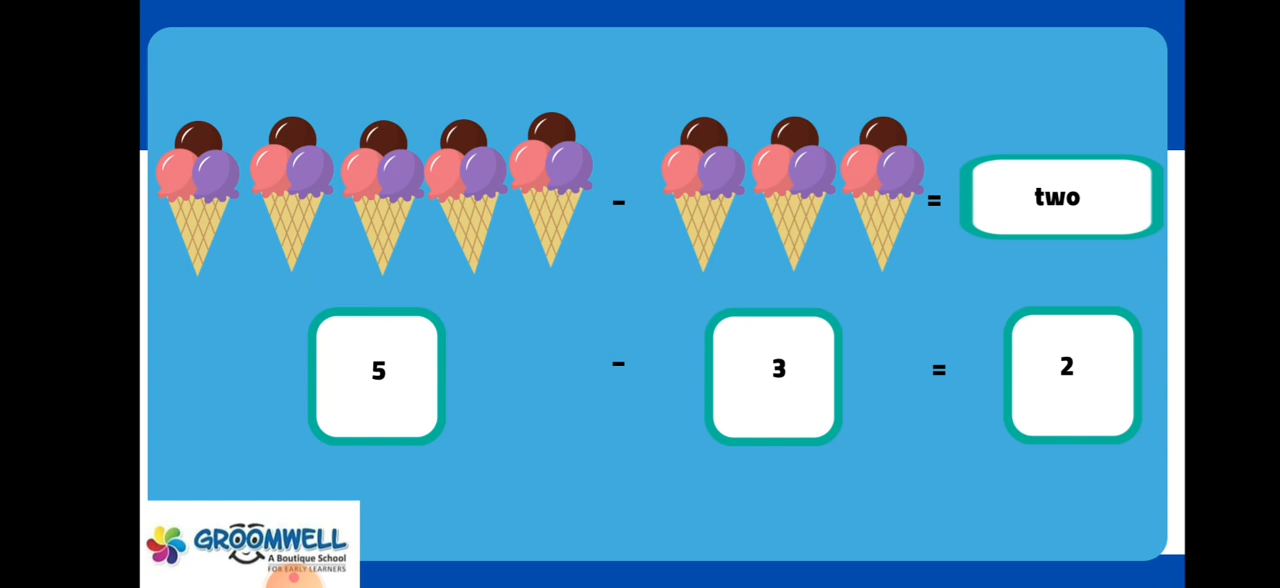 - = two
5 - 3 = 2
GROOMWELL
A Boutique School
FOR EARLY LEARNERS